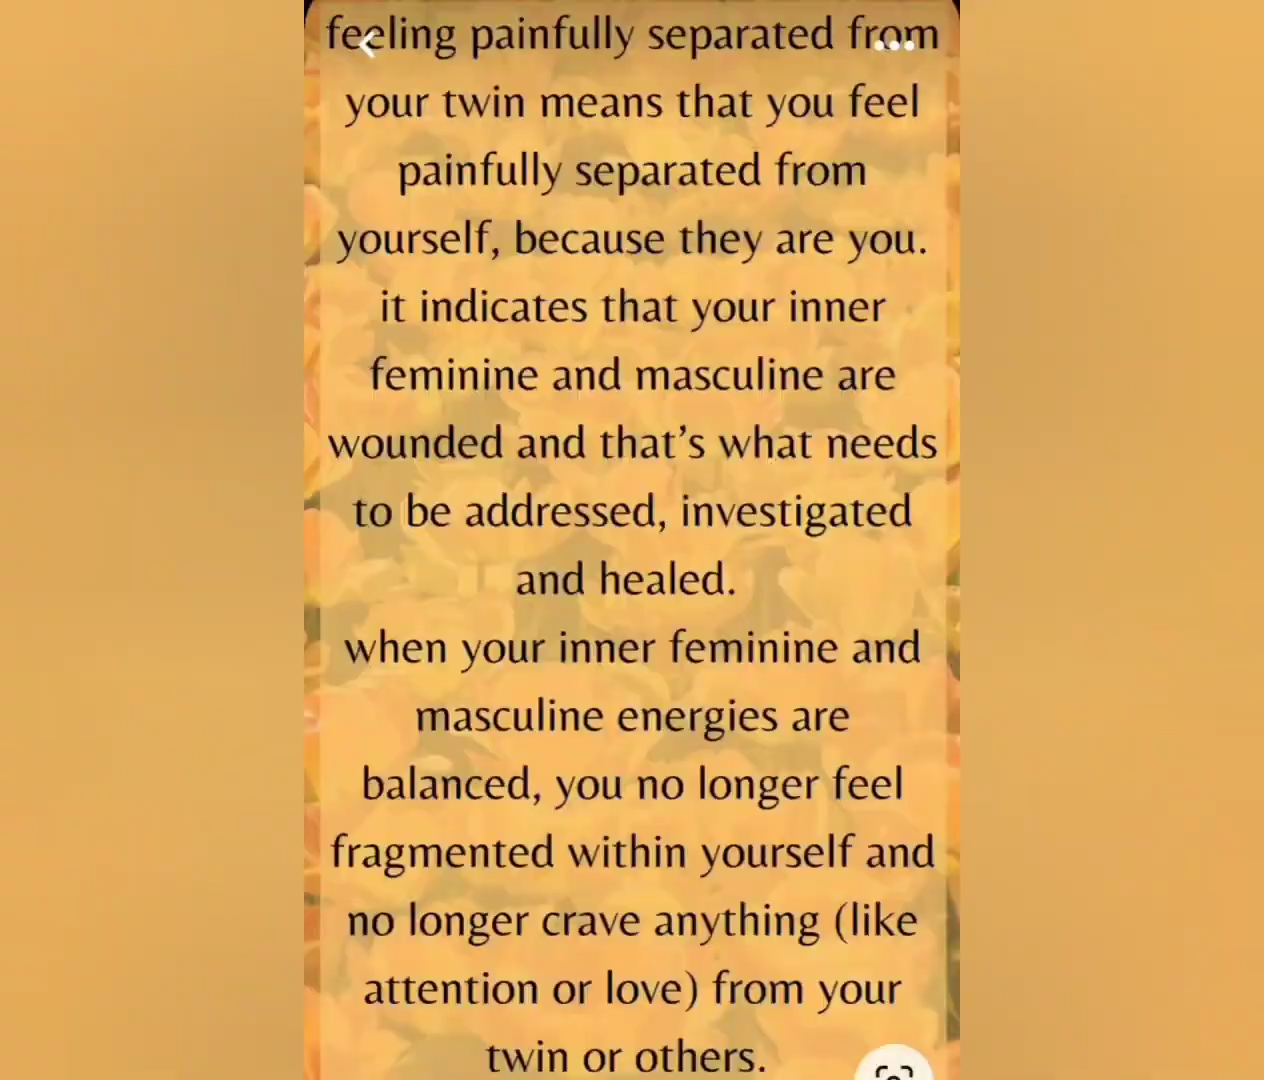 feeling painfully separated from
your twin means that you feel
painfully separated from
yourself, because they are you.
it indicates that your inner
feminine and masculine are
wounded and that’s what needs
to be addressed, investigated
and healed.
when your inner feminine and
masculine energies are
balanced, you no longer feel
fragmented within yourself and
no longer crave anything (like
attention or love) from your
twin or others.